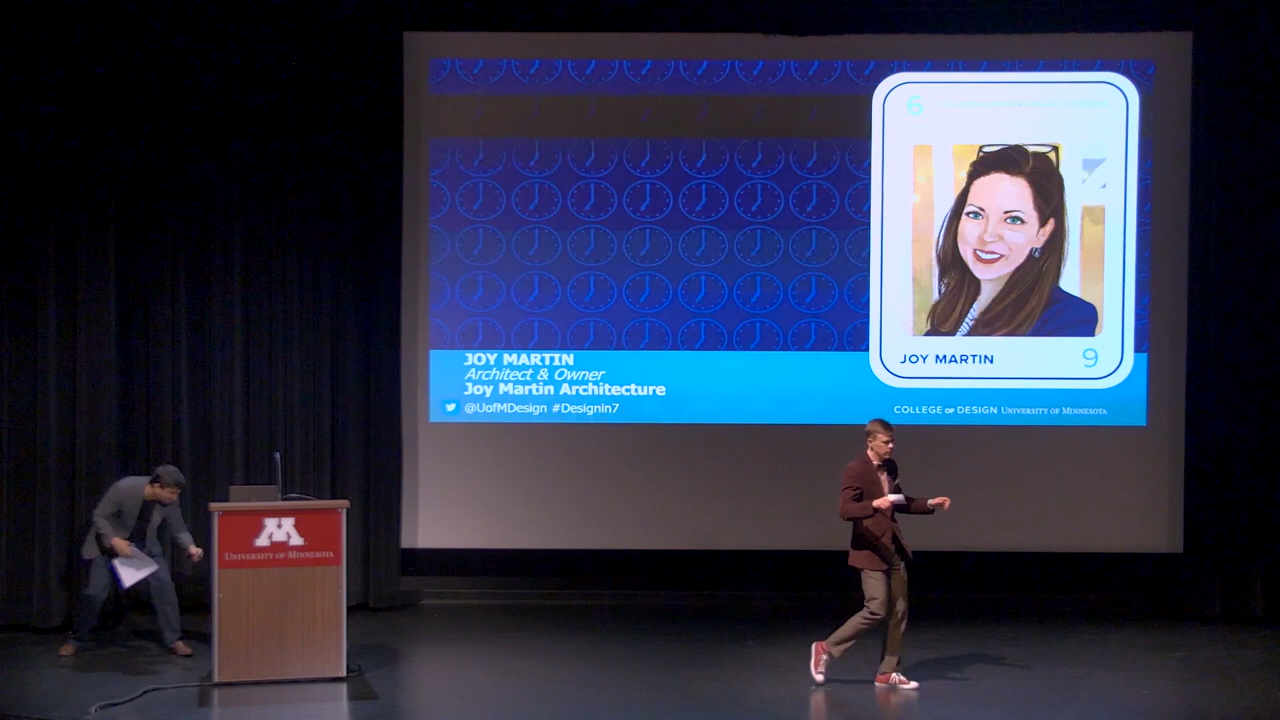 6
JOY MARTIN
9
JOY MARTIN
Architect & Owner
Joy Martin Architecture
@UofMDesign #DesignIn7
COLLEGE OF DESIGN UNIVERSITY OF MINNESOTA
M
UNIVERSITY OF MINNESOTA